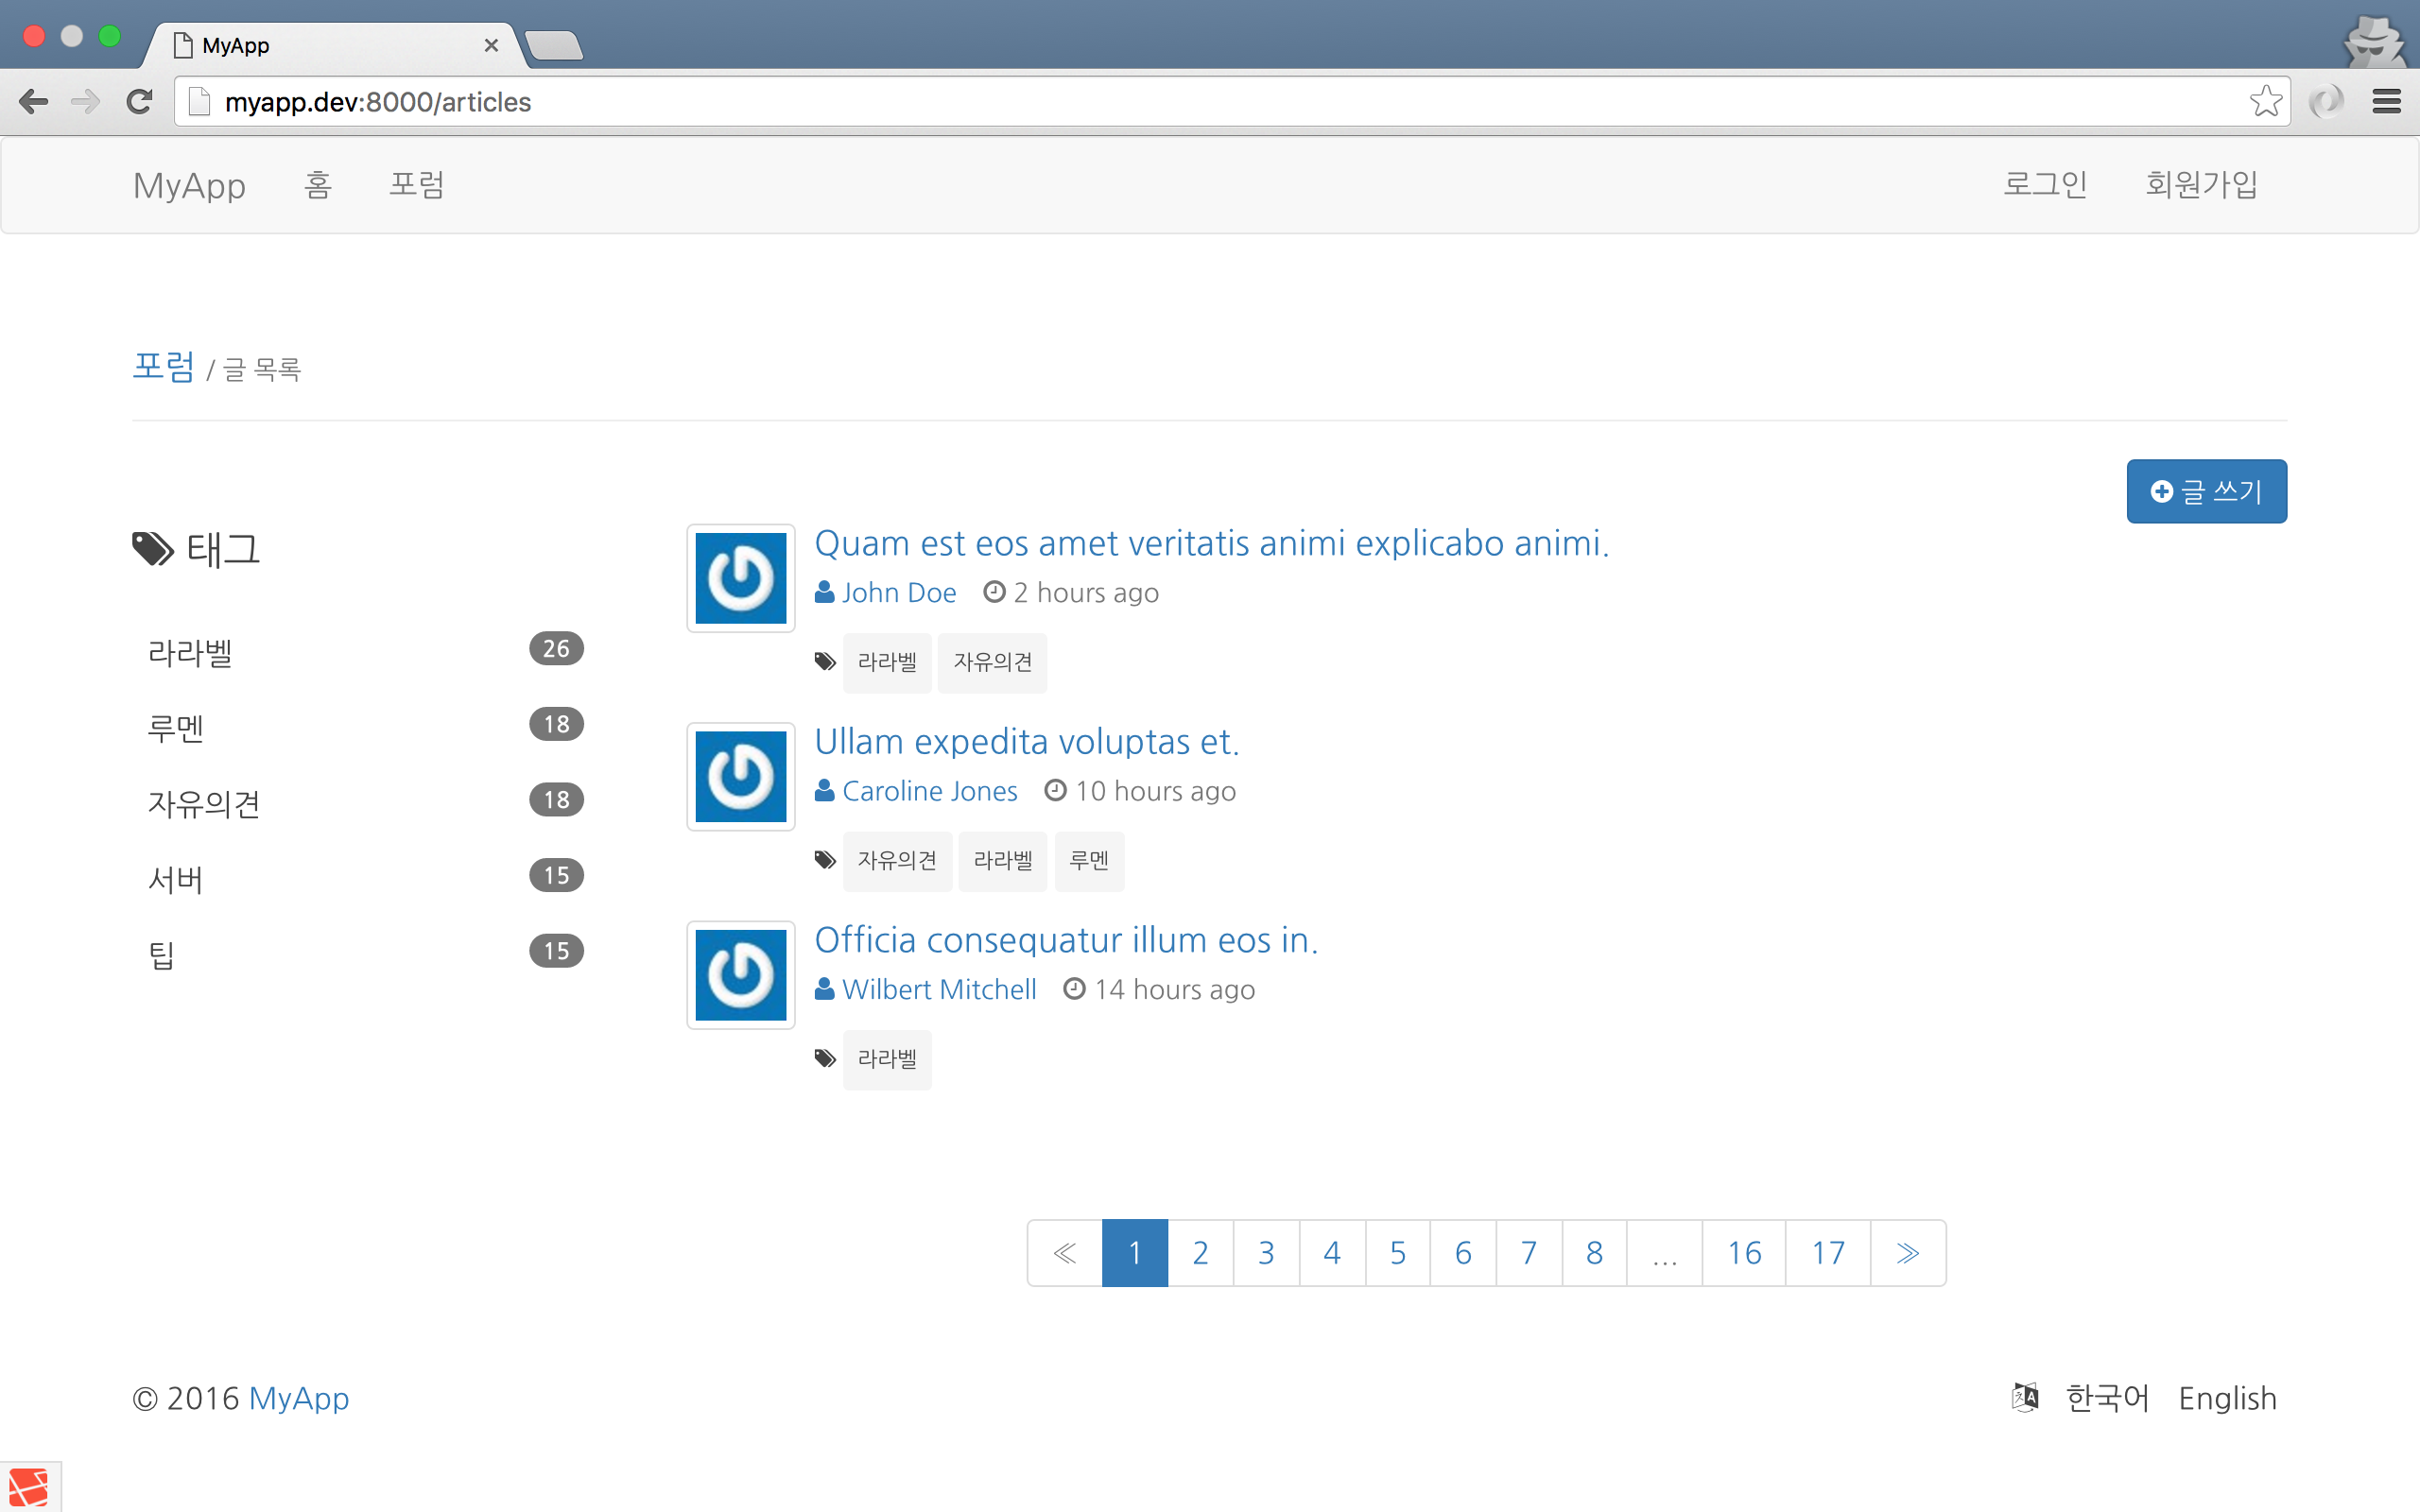 MyApp
myapp.dev:8000/articles
MyApp 홈 포럼 로그인 회원가입
포럼 / 글 목록
글 쓰기
태그
라라벨 26
루멘 18
자유의견 18
서버 15
팁 15
Quam est eos amet veritatis animi explicabo animi.
John Doe 2 hours ago
라라벨 자유의견
Ullam expedita voluptas et.
Caroline Jones 10 hours ago
자유의견 라라벨 루멘
Officia consequatur illum eos in.
Wilbert Mitchell 14 hours ago
라라벨
≪ 1 2 3 4 5 6 7 8 ... 16 17 ≫
© 2016 MyApp 한국어 English